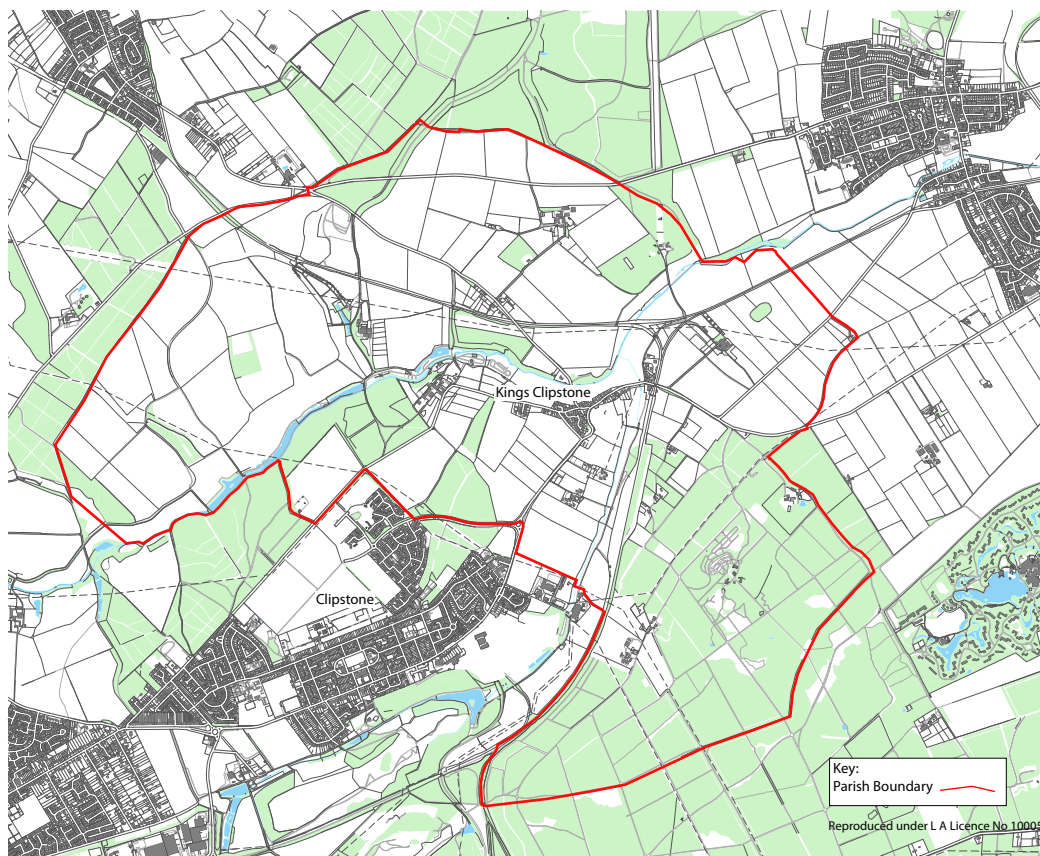 Kings Clipstone
Clipstone
Key:
Parish Boundary
Reproduced under L A Licence No 10005